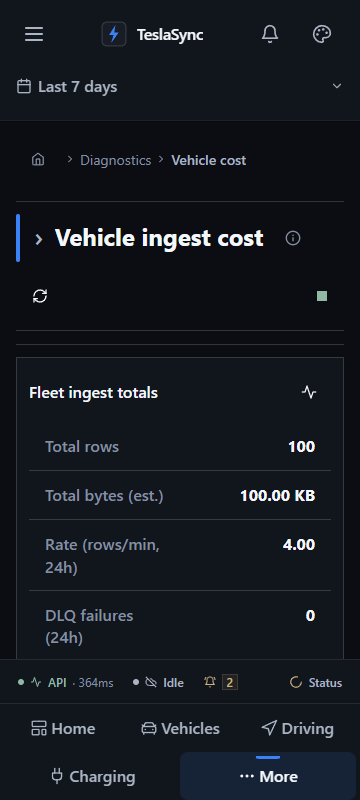 TeslaSync
Last 7 days
Diagnostics Vehicle cost
Vehicle ingest cost
Fleet ingest totals
Total rows 100
Total bytes (est.) 100.00 KB
Rate (rows/min, 4.00
24h)
DLQ failures 0
(24h)
API · 364ms Idle 2 Status
Home Vehicles Driving
Charging More